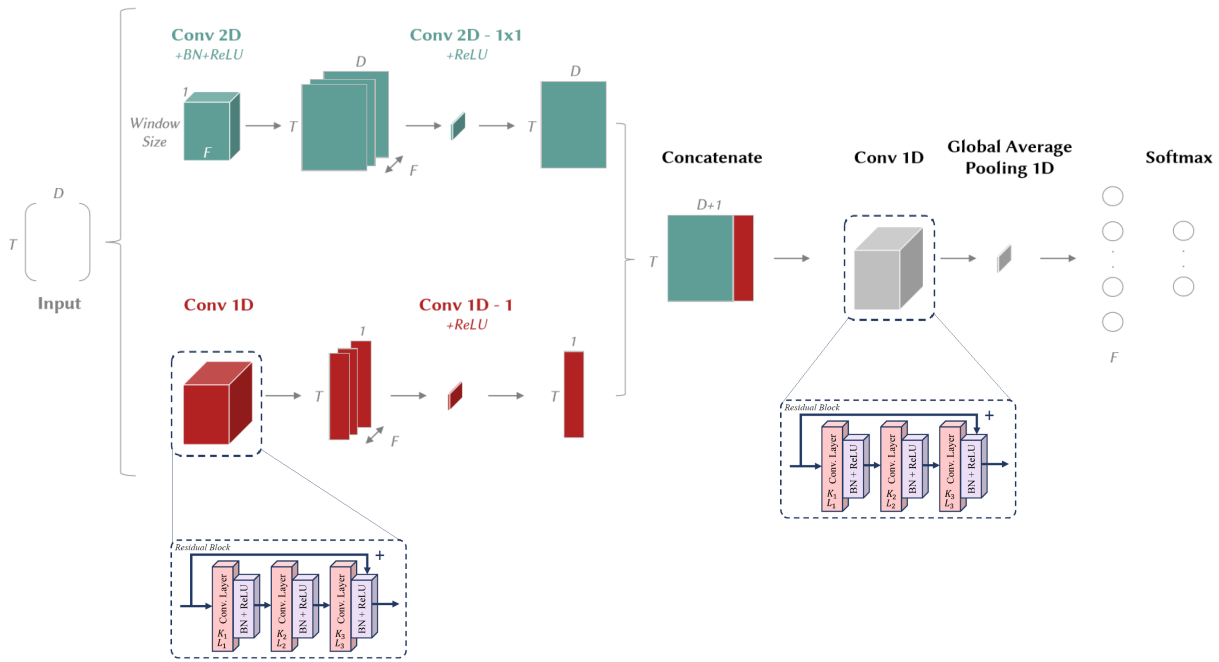 D
T
Input
Conv 2D
+BN+ReLU
1
Window
Size
F
T
D
F
Conv 2D - 1x1
+ReLU
D
T
Conv 1D
T
1
F
Conv 1D - 1
+ReLU
1
T
Residual Block
+
Conv. Layer
K1
L1
BN + ReLU
Conv. Layer
K2
L2
BN + ReLU
Conv. Layer
K3
L3
BN + ReLU
Concatenate
D+1
T
Conv 1D
Global Average
Pooling 1D
Softmax
F
Residual Block
+
Conv. Layer
K1
L1
BN + ReLU
Conv. Layer
K2
L2
BN + ReLU
Conv. Layer
K3
L3
BN + ReLU